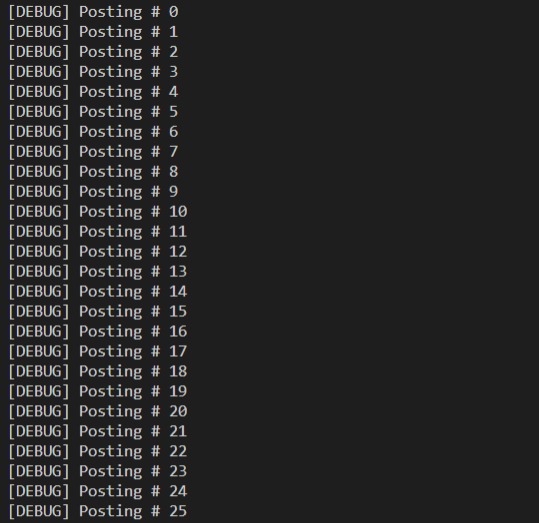 [DEBUG] Posting # 0
[DEBUG] Posting # 1
[DEBUG] Posting # 2
[DEBUG] Posting # 3
[DEBUG] Posting # 4
[DEBUG] Posting # 5
[DEBUG] Posting # 6
[DEBUG] Posting # 7
[DEBUG] Posting # 8
[DEBUG] Posting # 9
[DEBUG] Posting # 10
[DEBUG] Posting # 11
[DEBUG] Posting # 12
[DEBUG] Posting # 13
[DEBUG] Posting # 14
[DEBUG] Posting # 15
[DEBUG] Posting # 16
[DEBUG] Posting # 17
[DEBUG] Posting # 18
[DEBUG] Posting # 19
[DEBUG] Posting # 20
[DEBUG] Posting # 21
[DEBUG] Posting # 22
[DEBUG] Posting # 23
[DEBUG] Posting # 24
[DEBUG] Posting # 25